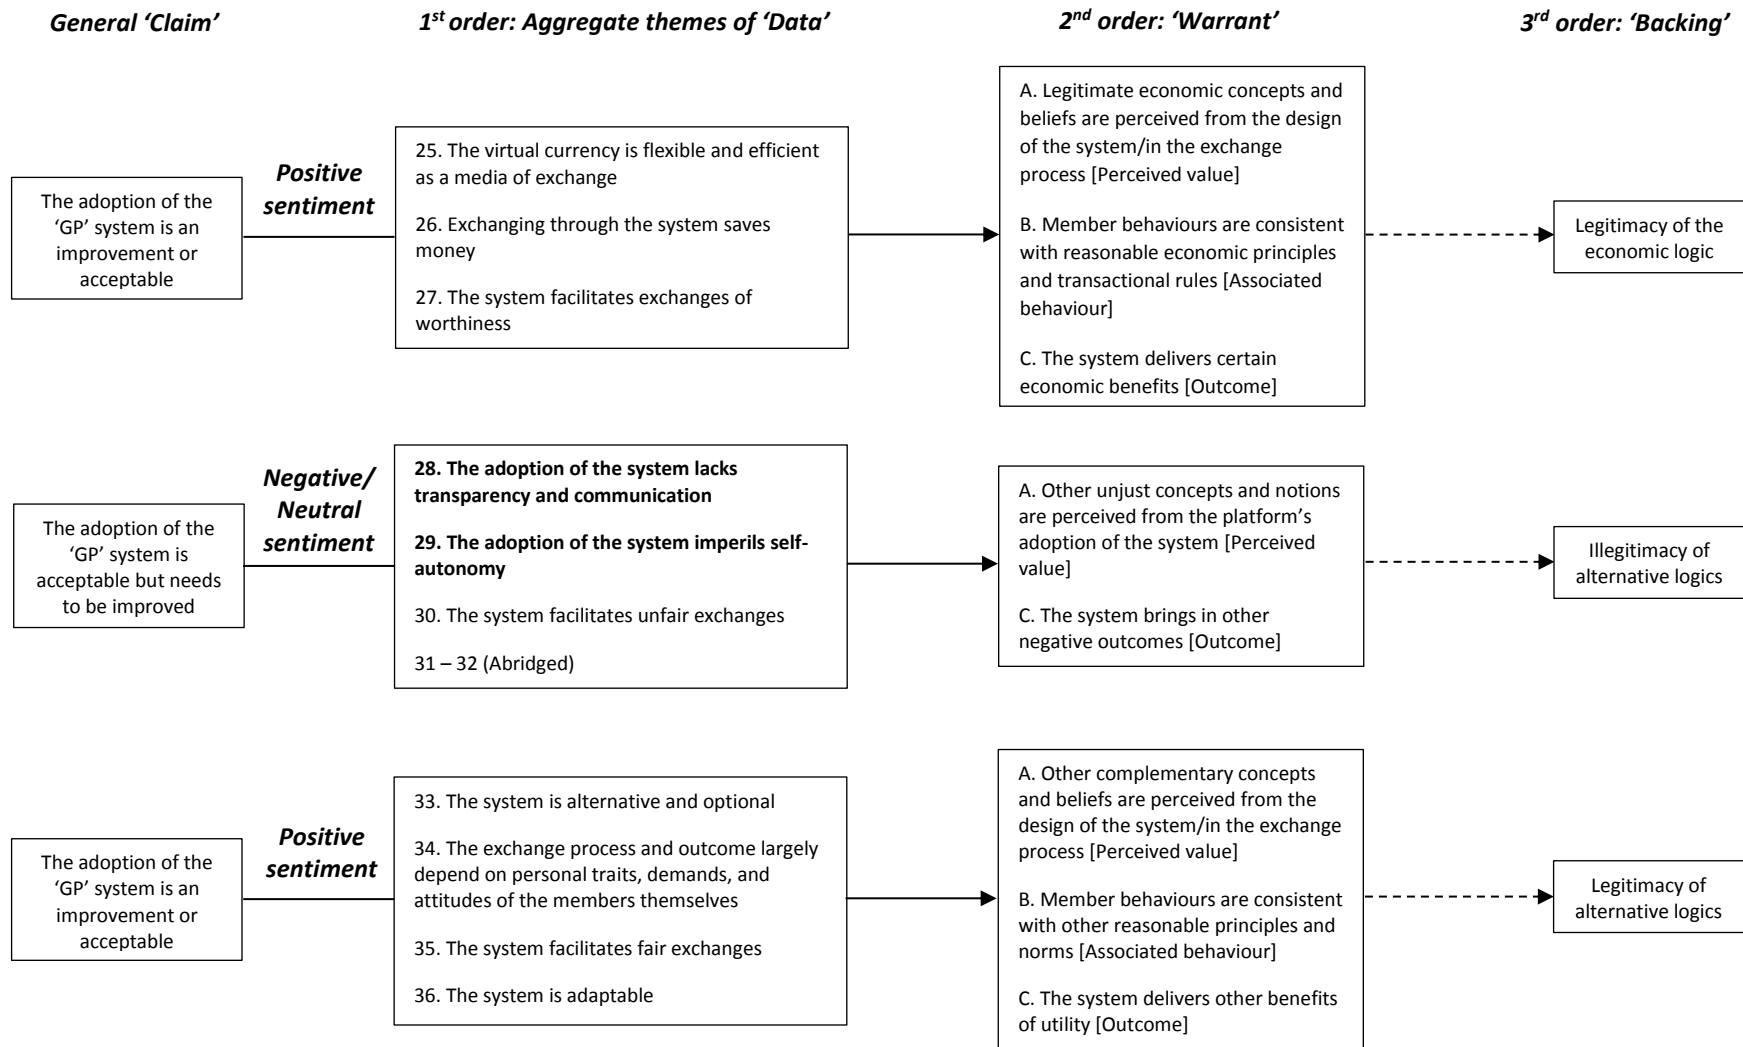 General ‘Claim’
1st order: Aggregate themes of ‘Data’
2nd order: ‘Warrant’
3rd order: ‘Backing’
The adoption of the
‘GP’ system is an
improvement or
acceptable
Positive
sentiment
25. The virtual currency is flexible and efficient
as a media of exchange
26. Exchanging through the system saves
money
27. The system facilitates exchanges of
worthiness
A. Legitimate economic concepts and
beliefs are perceived from the design
of the system/in the exchange
process [Perceived value]
B. Member behaviours are consistent
with reasonable economic principles
and transactional rules [Associated
behaviour]
C. The system delivers certain
economic benefits [Outcome]
Legitimacy of the
economic logic
The adoption of the
‘GP’ system is
acceptable but needs
to be improved
Negative/
Neutral
sentiment
28. The adoption of the system lacks
transparency and communication
29. The adoption of the system imperils self-
autonomy
30. The system facilitates unfair exchanges
31 – 32 (Abridged)
A. Other unjust concepts and notions
are perceived from the platform’s
adoption of the system [Perceived
value]
C. The system brings in other
negative outcomes [Outcome]
Illegitimacy of
alternative logics
The adoption of the
‘GP’ system is an
improvement or
acceptable
Positive
sentiment
33. The system is alternative and optional
34. The exchange process and outcome largely
depend on personal traits, demands, and
attitudes of the members themselves
35. The system facilitates fair exchanges
36. The system is adaptable
A. Other complementary concepts
and beliefs are perceived from the
design of the system/in the exchange
process [Perceived value]
B. Member behaviours are consistent
with other reasonable principles and
norms [Associated behaviour]
C. The system delivers other benefits
of utility [Outcome]
Legitimacy of
alternative logics